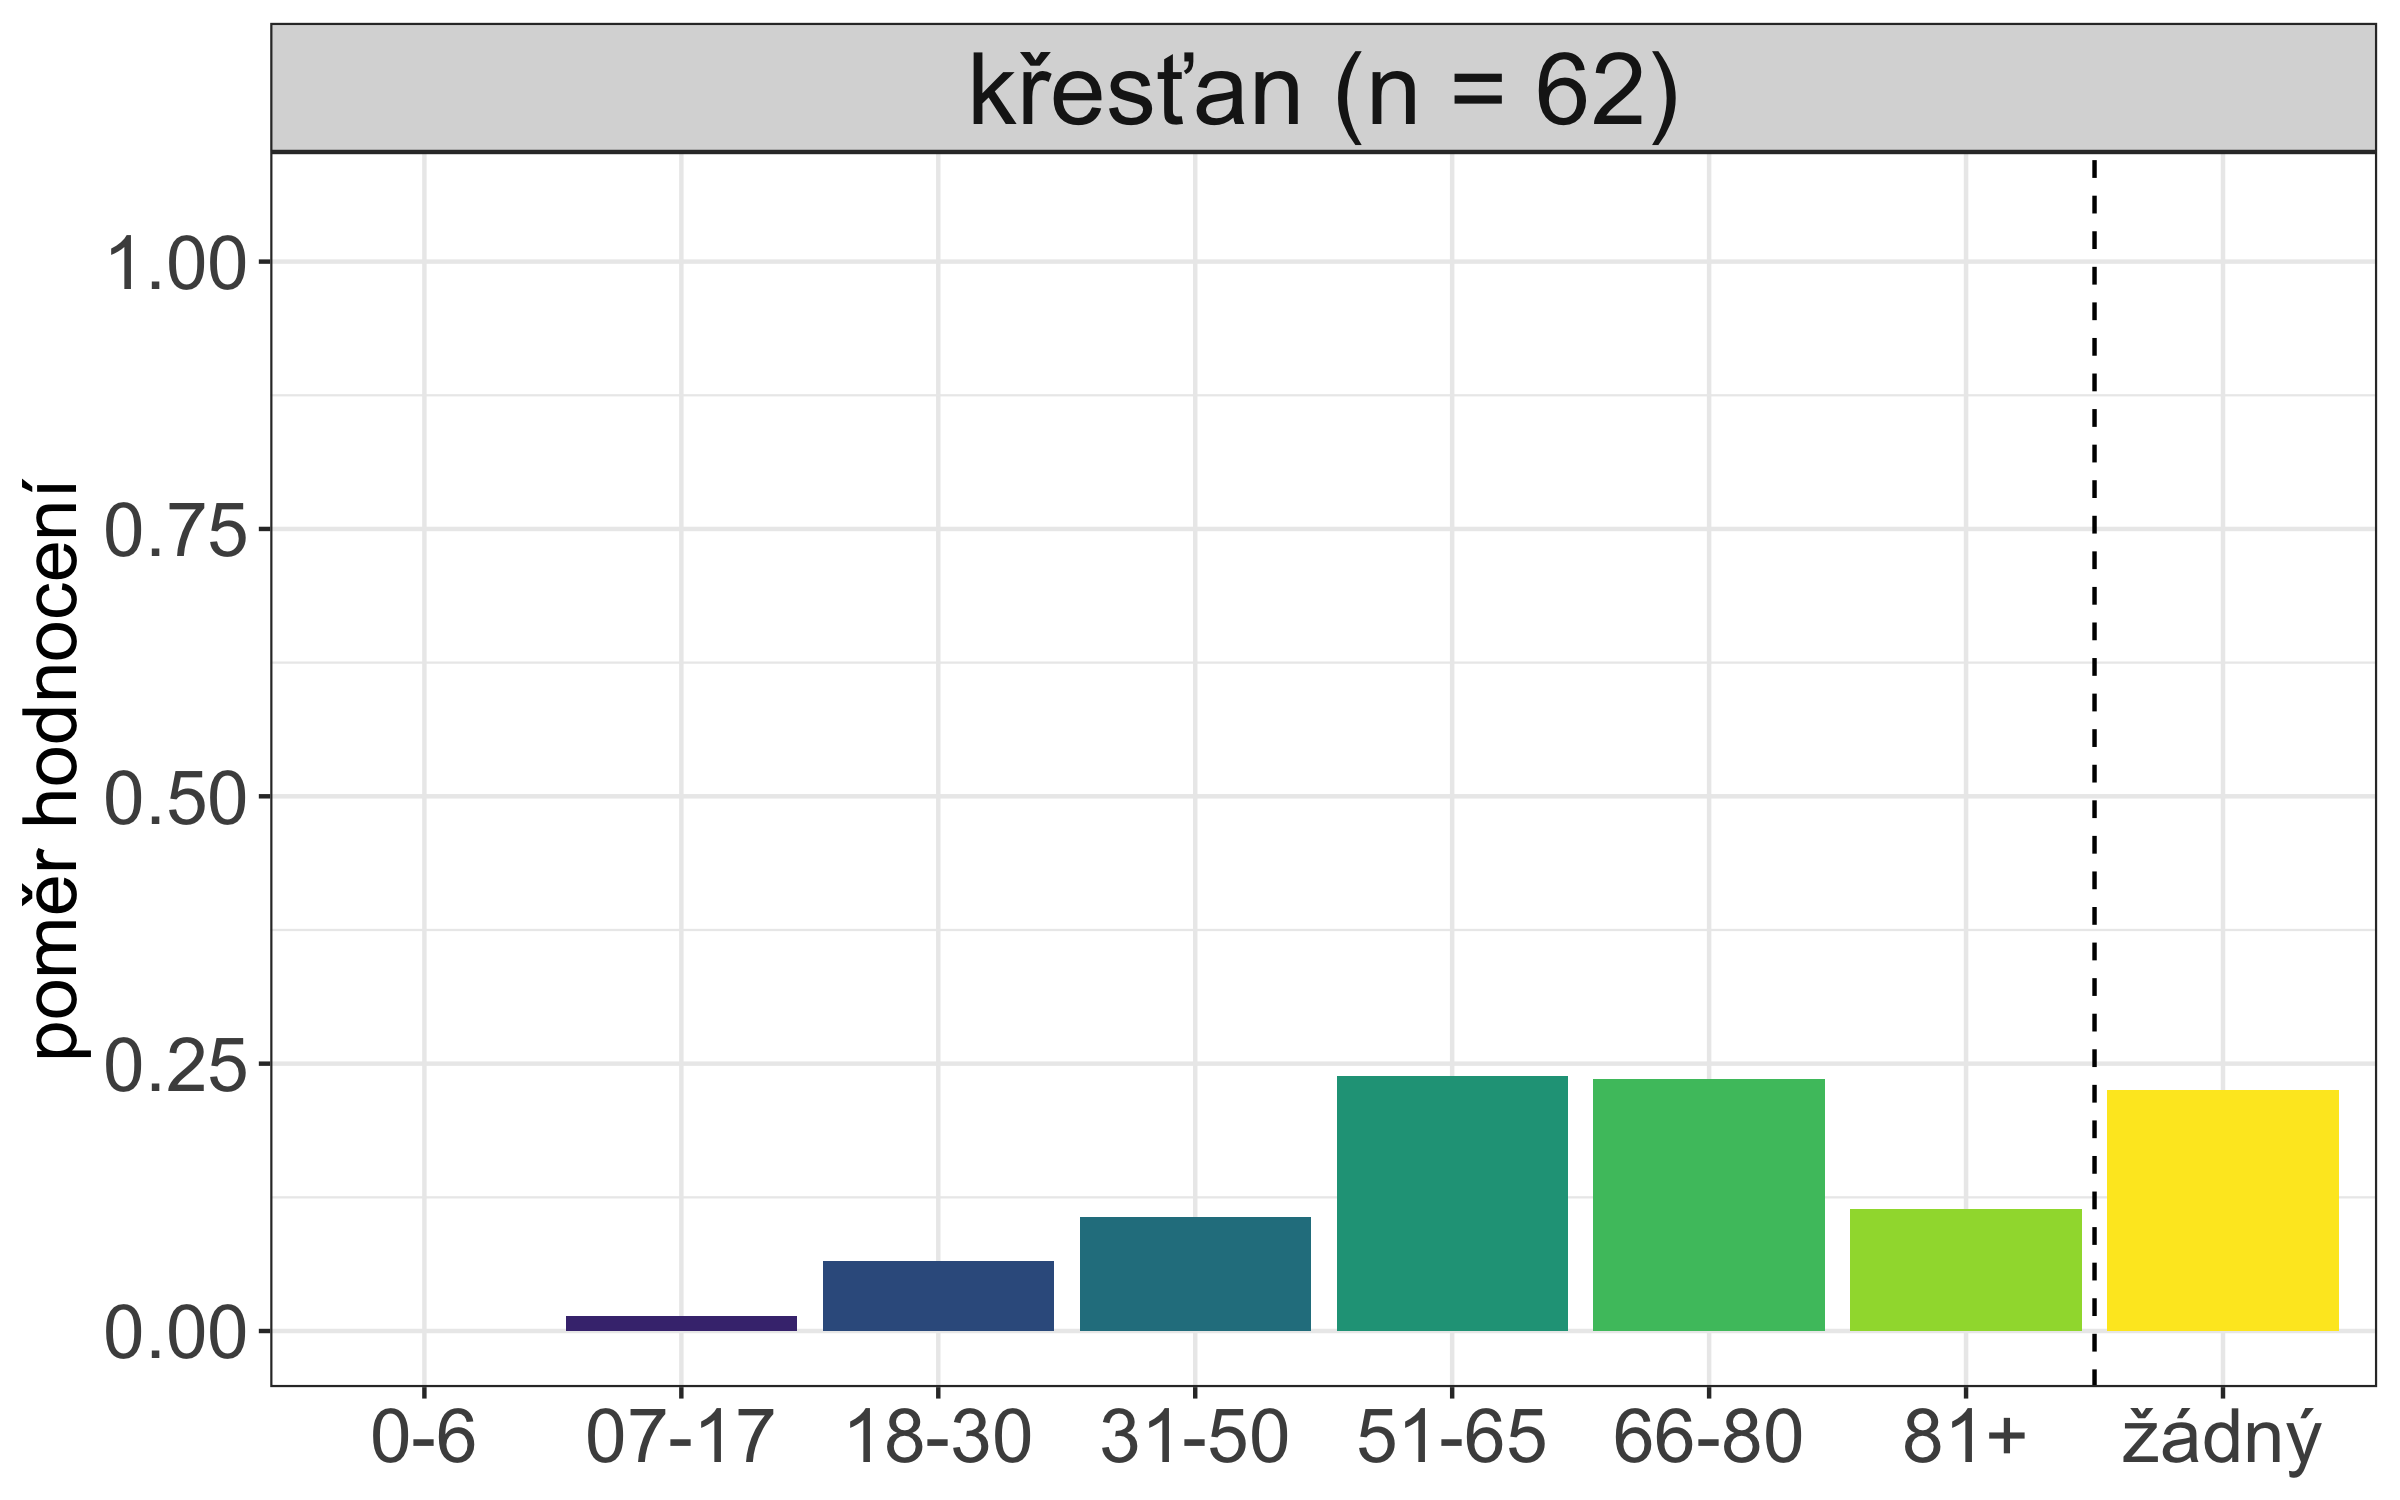 křesťan (n = 62)
poměr hodnocení
1.00
0.75
0.50
0.25
0.00
0-6 07-17 18-30 31-50 51-65 66-80 81+ žádný